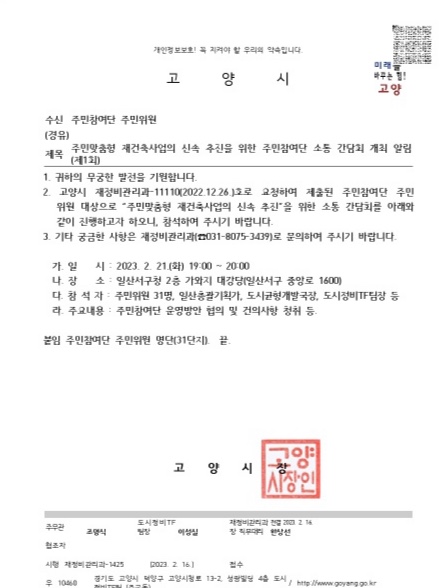 개인정보보호! 꼭 지켜야 할 우리의 약속입니다.
미래를
바꾸는 힘!
고양
고 양 시
수신 주민참여단 주민위원
(경유)
제목 주민맞춤형 재건축사업의 신속 추진을 위한 주민참여단 소통 간담회 개최 알림
(제1회)
1. 귀하의 무궁한 발전을 기원합니다.
2. 고양시 재정비관리과-11110(2022.12.26.)호로 요청하여 제출된 주민참여단 주민
위원 대상으로 "주민맞춤형 재건축사업의 신속 추진"을 위한 소통 간담회를 아래와
같이 진행하고자 하오니, 참석하여 주시기 바랍니다.
3. 기타 궁금한 사항은 재정비관리과(☎031-8075-3439)로 문의하여 주시기 바랍니다.
가. 일 시 : 2023. 2. 21.(화) 19:00 ~ 20:00
나. 장 소 : 일산서구청 2층 가와지 대강당(일산서구 중앙로 1600)
다. 참 석 자 : 주민위원 31명, 일산총괄기획가, 도시균형개발국장, 도시정비TF팀장 등
라. 주요내용 : 주민참여단 운영방안 협의 및 건의사항 청취 등.
붙임 주민참여단 주민위원 명단(31단지). 끝.
고 양 시 장
고양
시장인
주무관 도시정비TF팀장 이성실 재정비관리과장 직무대리 전결 2023. 2. 16.
협조자
시행 재정비관리과-1425 (2023. 2. 16.) 접수
우 10460 경기도 고양시 덕양구 고양시청로 13-2, 4층 / http://www.goyang.go.kr